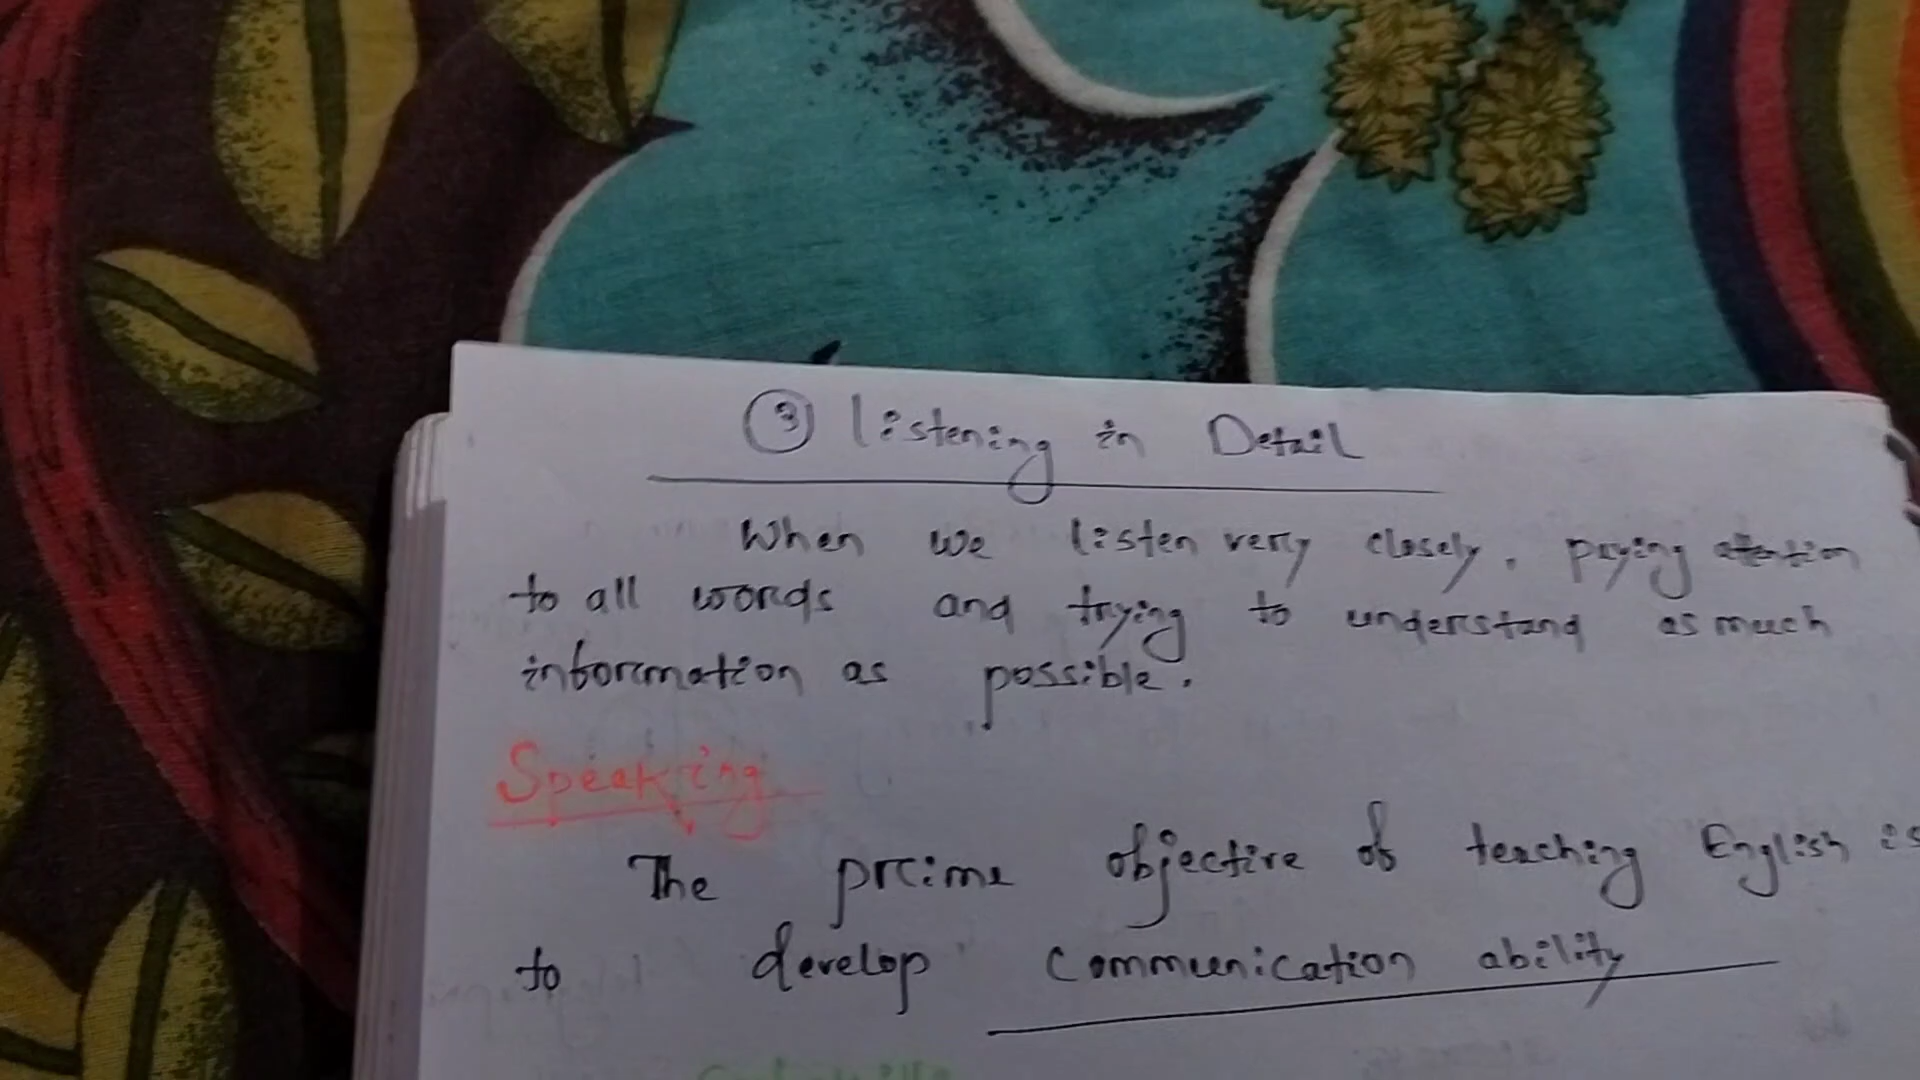 ③ Listening in Detail
When we listen very closely, paying attention
to all words and trying to understand as much
information as possible.
Speaking
The prime objective of teaching English is
to develop communication ability